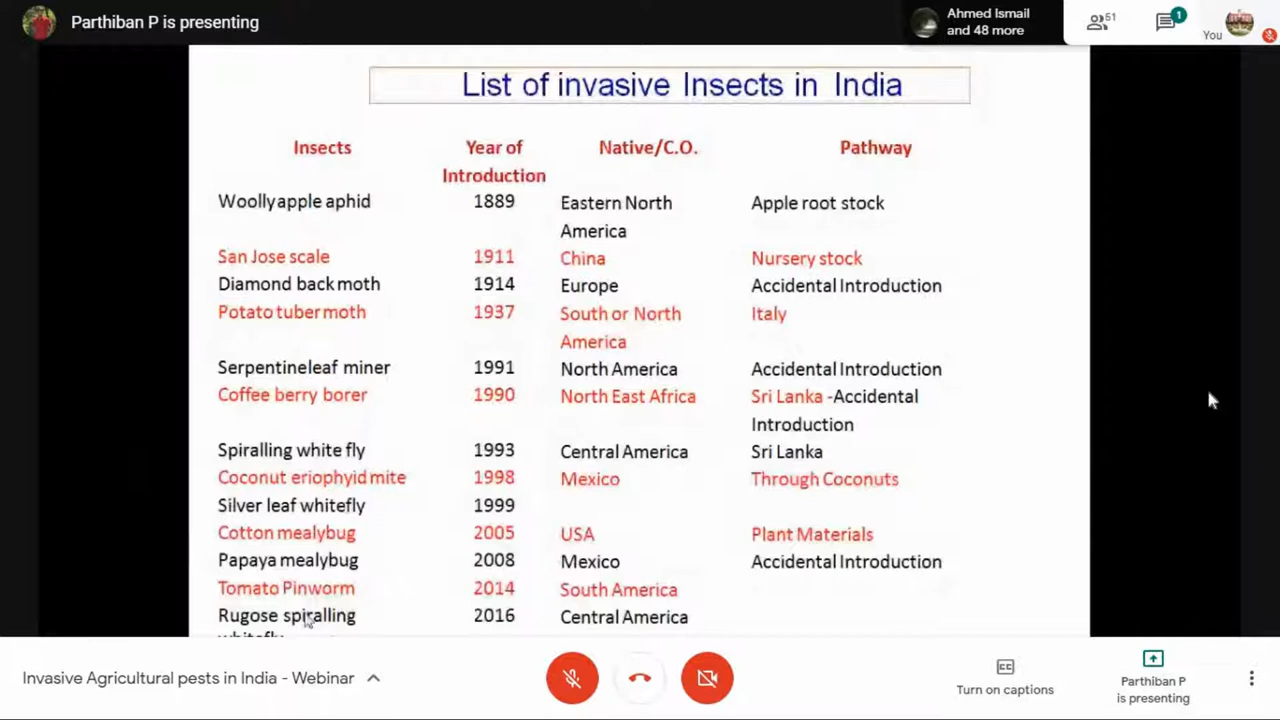 Parthiban P is presenting
Ahmed Ismail
and 48 more
51
1
You
List of invasive Insects in India
Insects Year of Introduction Native/C.O. Pathway
Woolly apple aphid 1889 Eastern North America Apple root stock
San Jose scale 1911 China Nursery stock
Diamond back moth 1914 Europe Accidental Introduction
Potato tuber moth 1937 South or North America Italy
Serpentine leaf miner 1991 North America Accidental Introduction
Coffee berry borer 1990 North East Africa Sri Lanka -Accidental Introduction
Spiralling white fly 1993 Central America Sri Lanka
Coconut eriophyid mite 1998 Mexico Through Coconuts
Silver leaf whitefly 1999
Cotton mealybug 2005 USA Plant Materials
Papaya mealybug 2008 Mexico Accidental Introduction
Tomato Pinworm 2014 South America
Rugose spiralling whitefly 2016 Central America
Invasive Agricultural pests in India - Webinar
CC
Turn on captions
Parthiban P
is presenting